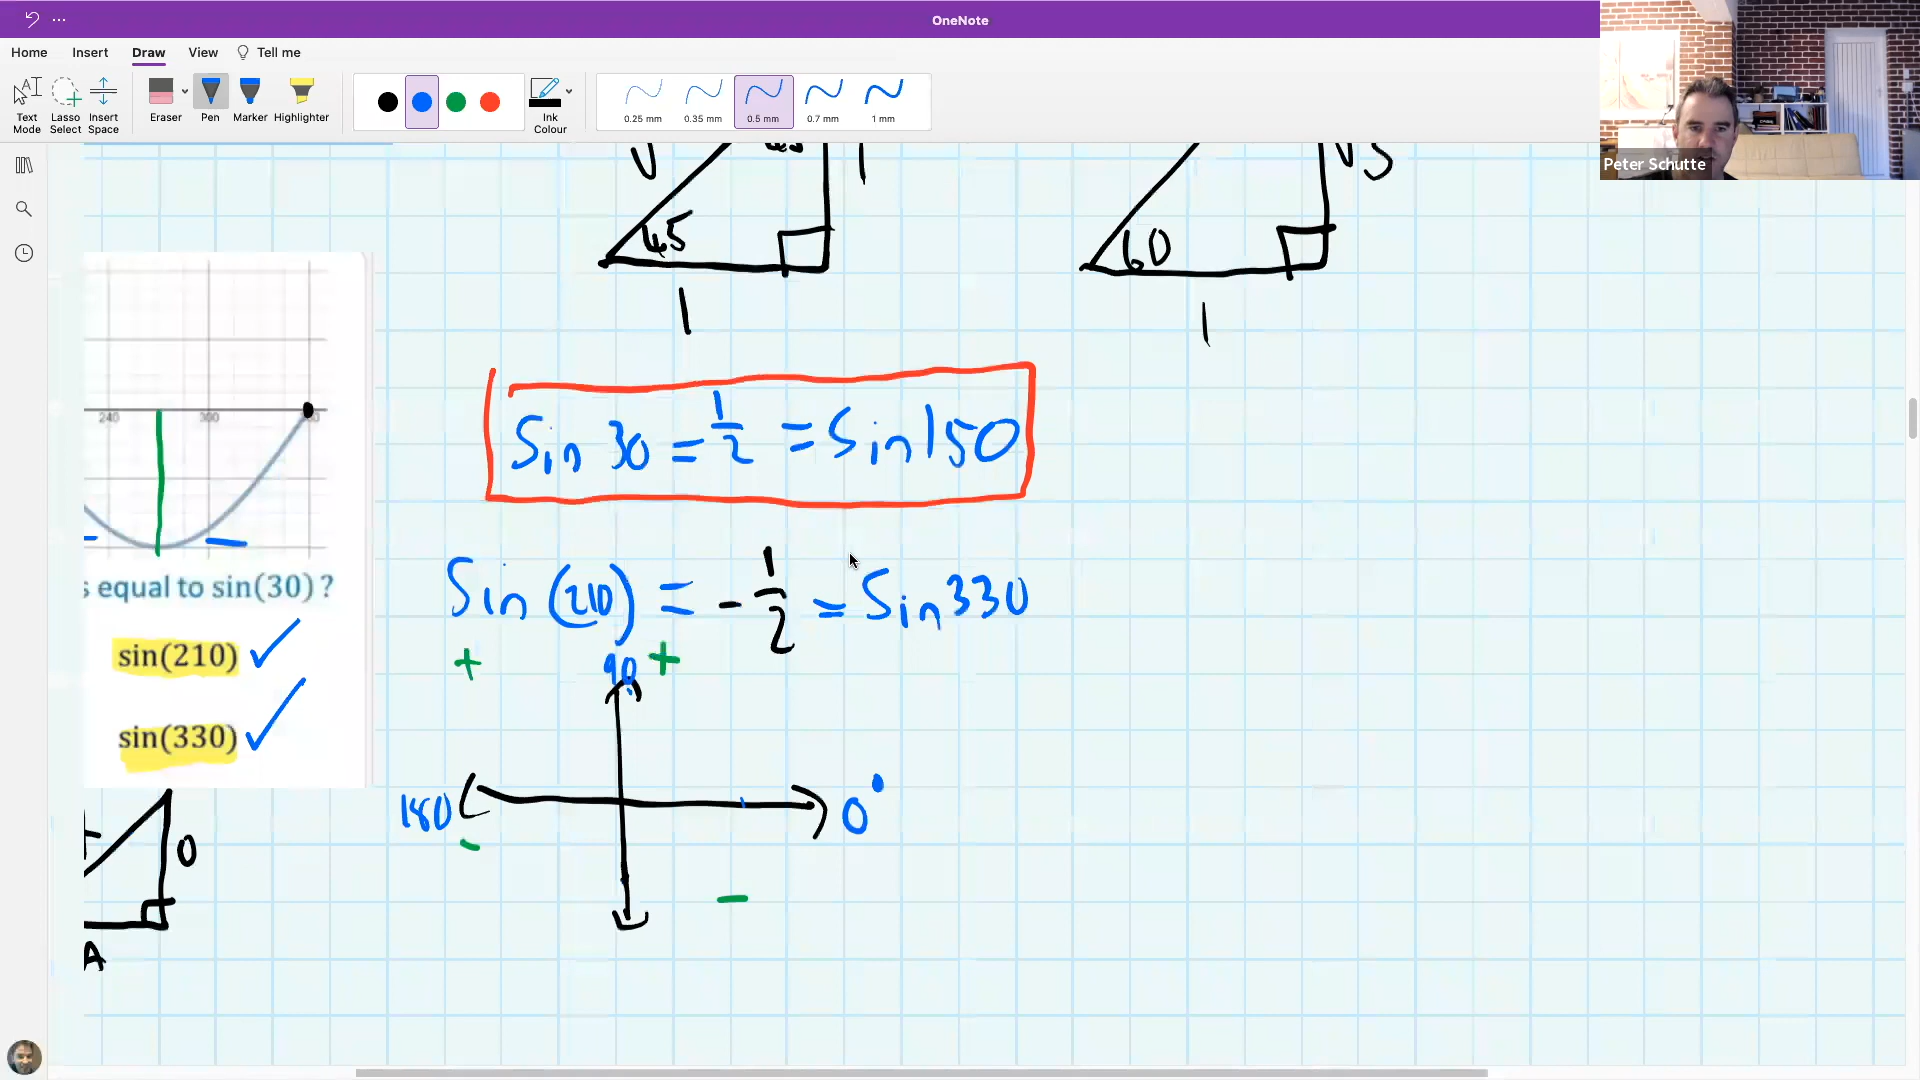 OneNote
Home Insert Draw View Tell me
Text Mode
Lasso Select
Insert Space
Eraser
Pen
Marker
Highlighter
Ink Colour
0.25 mm
0.35 mm
0.5 mm
0.7 mm
1 mm
Peter Schutte
45
1
60
1
240 300
Sin 30 = 1/2 = Sin 150
equal to sin(30) ?
Sin (210) = - 1/2 = Sin 330
sin(210) ✓
sin(330) ✓
+ 90 +
180 0°
- -
O
A